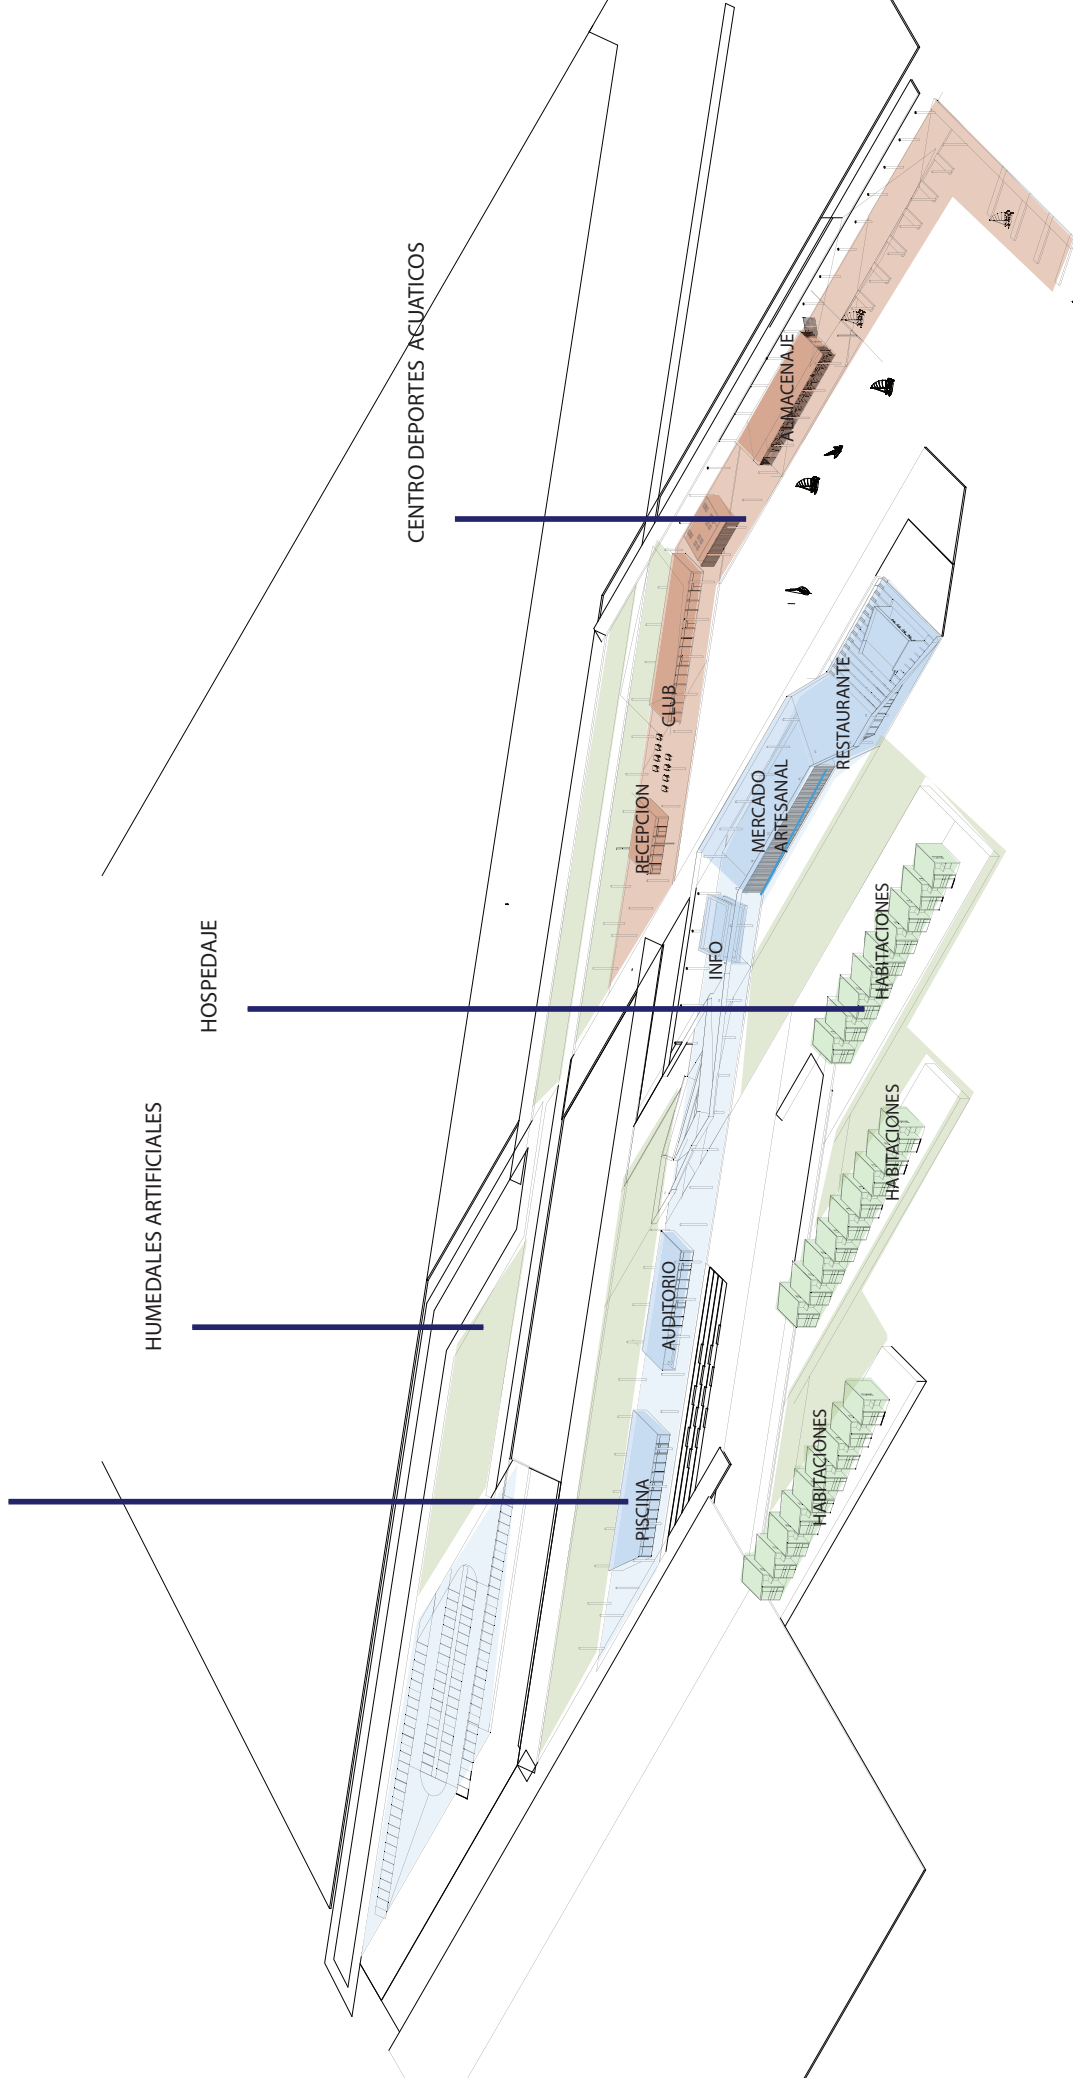 CENTRO DEPORTES ACUATICOS
HOSPEDAJE
HUMEDALES ARTIFICIALES
ALMACENAJE
CLUB
RECEPCION
RESTAURANTE
MERCADO
ARTESANAL
INFO
AUDITORIO
PISCINA
HABITACIONES
HABITACIONES
HABITACIONES